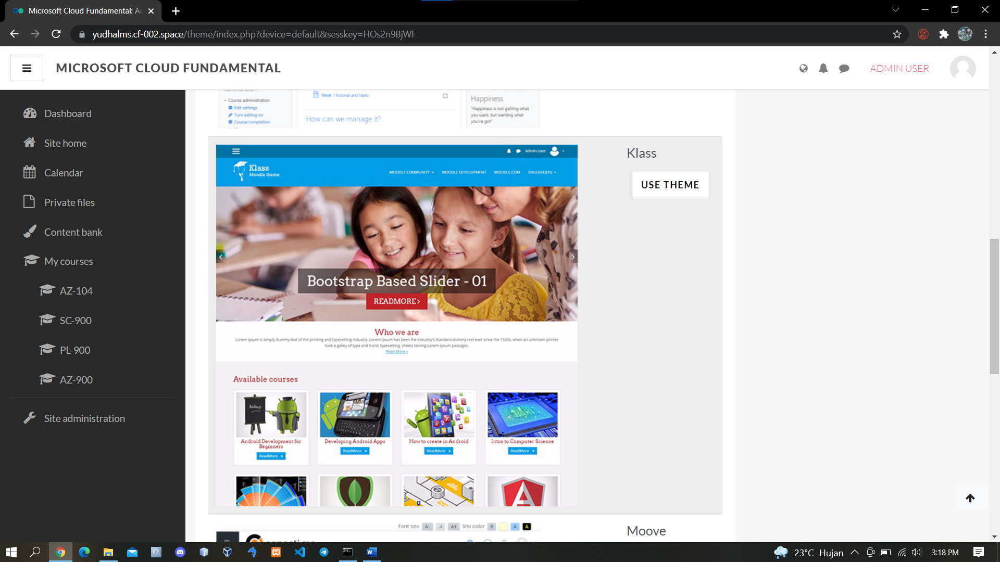 Microsoft Cloud Fundamental: Ad
yudhalms.cf-002.space/theme/index.php?device=default&sesskey=HOs2n9BjWF
MICROSOFT CLOUD FUNDAMENTAL
ADMIN USER
Dashboard
Site home
Calendar
Private files
Content bank
My courses
AZ-104
SC-900
PL-900
AZ-900
Site administration
Course administration
Edit settings
Turn editing on
Course completion
Week 1 tutorial and tasks
How can we manage it?
Happiness
"Happiness is not getting what
you want, but wanting what
you've got"
Klass
USE THEME
Admin User
Klass
Moodle theme
MOODLE COMMUNITY
MOODLE DEVELOPMENT
MOODLE.COM
ENGLISH (EN)
Bootstrap Based Slider - 01
READMORE>
Who we are
Lorem Ipsum is simply dummy text of the printing and typesetting industry. Lorem Ipsum has been the industry's standard dummy text ever since the 1500s, when an unknown printer
took a galley of type and tronic typesetting, sheets taining Lorem Ipsum passages.
Read More »
Available courses
Android Development for
Beginners
ReadMore »
Developing Android Apps
ReadMore »
How to create in Android
ReadMore »
Intro to Computer Science
ReadMore »
Font size A- A A+ Site color R A A
Moove
23°C Hujan
3:18 PM